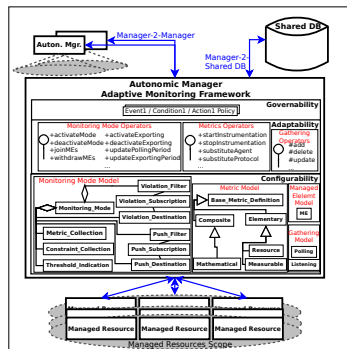 Manager-2-Manager
Auton. Mgr.
Shared DB
Manager-2-
Shared DB
Autonomic Manager
Adaptive Monitoring Framework
Governability
Event1 / Condition1 / Action1 Policy
Adaptability
Monitoring Mode Operators
+activateMode
+deactivateMode
+joinMEs
+withdrawMEs
+activateExporting
+deactivateExporting
+updatePollingPeriod
+updateExportingPeriod
...
Metrics Operators
+startInstrumentation
+stopInstrumentation
+substituteAgent
+substituteProtocol
...
Gathering
Operators
#add
#delete
#update
...
Configurability
Monitoring Mode Model
Violation_Filter
Violation_Subscription
Monitoring_Mode
Violation_Destination
Metric_Collection
Push_Filter
Constraint_Collection
Push_Subscription
Threshold_Indication
Push_Destination
Metric Model
Base_Metric_Definition
Composite
Elementary
Resource
Mathematical
Measurable
Managed
Elelemt
Model
ME
Gathering
Model
Polling
Listening
Managed Resource
Managed Resource
Managed Resource
Managed Resources Scope